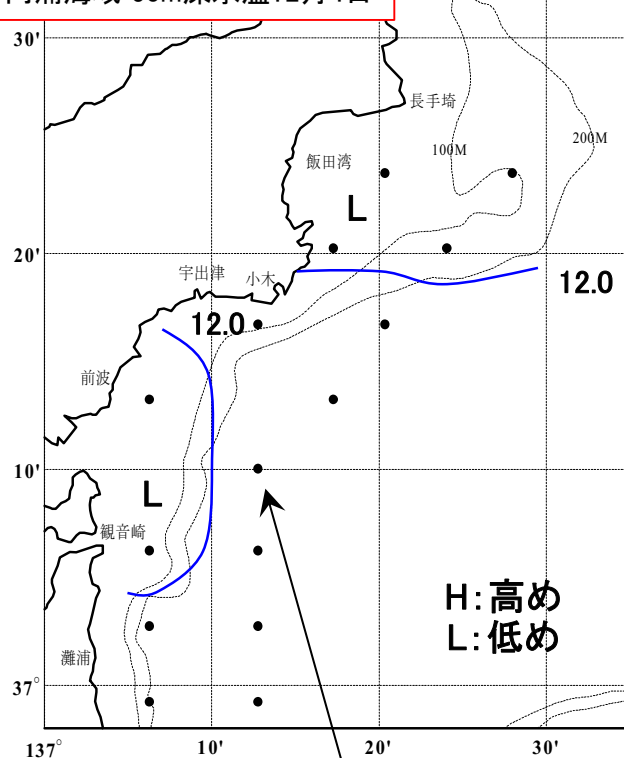 30'
長手埼
200M
100M
飯田湾
L
20'
宇出津
小木
12.0
12.0
前波
10'
L
観音崎
H:高め
L:低め
灘浦
37°
137°
10'
20'
30'